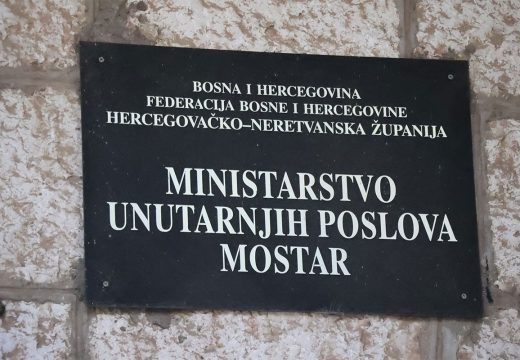 BOSNA I HERCEGOVINA
FEDERACIJA BOSNE I HERCEGOVINE
HERCEGOVAČKO–NERETVANSKA ŽUPANIJA
MINISTARSTVO
UNUTARNJIH POSLOVA
MOSTAR